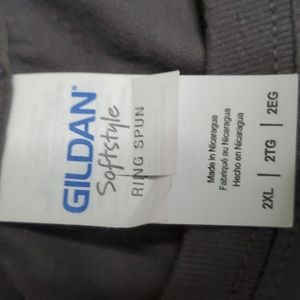 GILDAN®
Softstyle
RING SPUN
Made in Nicaragua
Fabriqué au Nicaragua
Hecho en Nicaragua
2XL | 2TG | 2EG